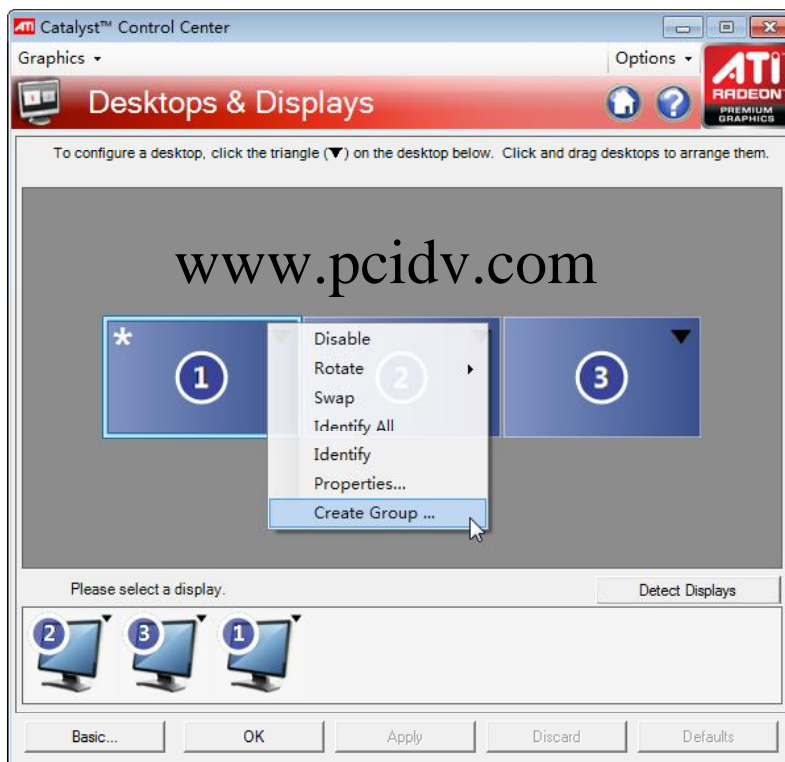 ATI Catalyst™ Control Center
Graphics ▾
Options ▾
ATI
RADEON
PREMIUM
GRAPHICS
Desktops & Displays
To configure a desktop, click the triangle (▼) on the desktop below. Click and drag desktops to arrange them.
www.pcidv.com
* 1
2
3
Disable
Rotate
Swap
Identify All
Identify
Properties...
Create Group ...
Please select a display.
Detect Displays
2 3 1
Basic... OK Apply Discard Defaults